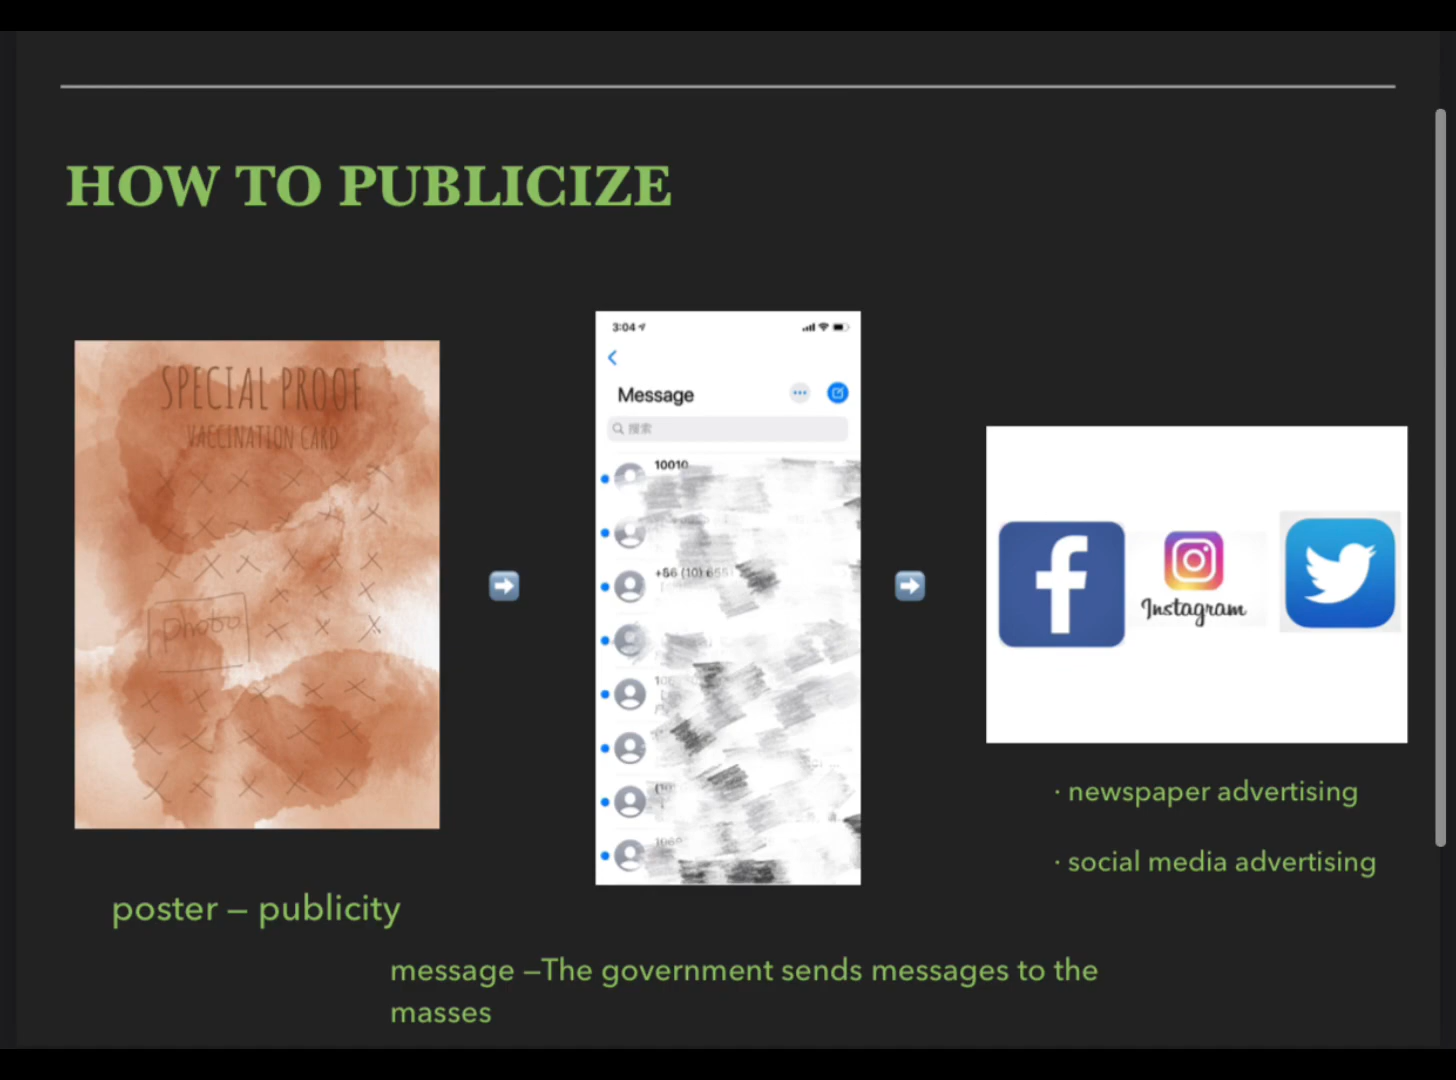 HOW TO PUBLICIZE
SPECIAL PROOF
VACCINATION CARD
photo
poster – publicity
3:04
Message
搜索
10010
+86 (10) 655
message –The government sends messages to the
masses
Instagram
· newspaper advertising
· social media advertising